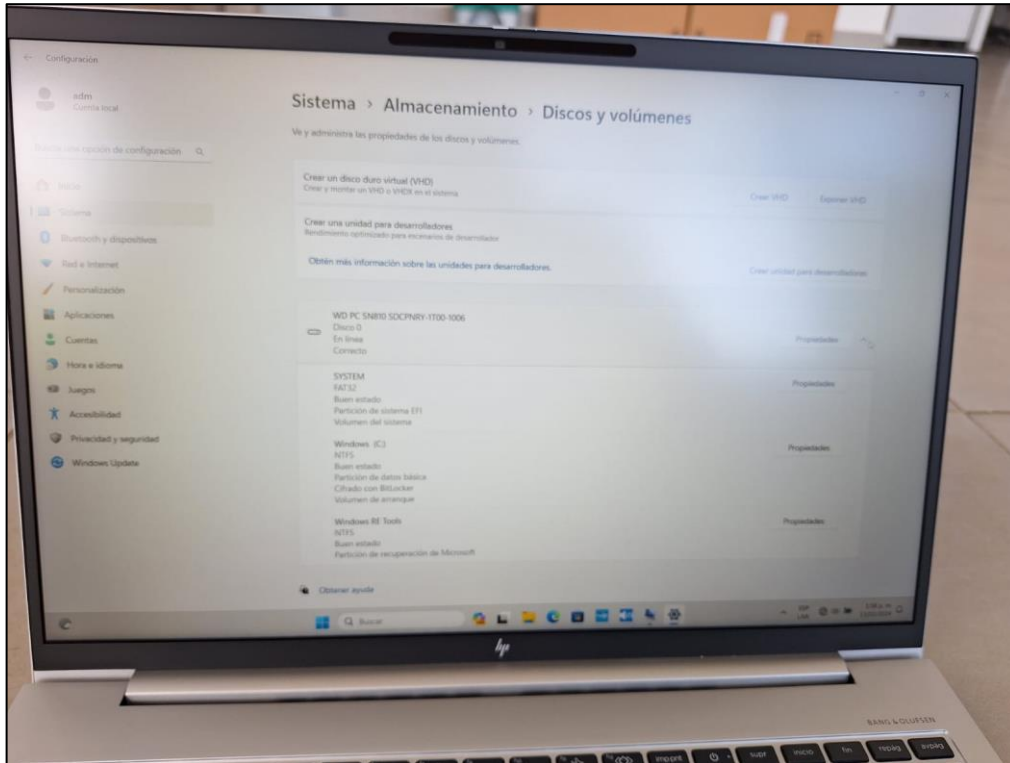 Configuración
adm
Cuenta local
opción de configuración
Inicio
Sistema
Bluetooth y dispositivos
Red e Internet
Personalización
Aplicaciones
Cuentas
Hora e idioma
Juegos
Accesibilidad
Privacidad y seguridad
Windows Update
Sistema > Almacenamiento > Discos y volúmenes
Ve y administra las propiedades de los discos y volúmenes.
Crear un disco duro virtual (VHD)
Crear y montar un VHD o VHDX en el sistema
Crear VHD
Exponer VHD
Crear una unidad para desarrolladores
Rendimiento optimizado para escenarios de desarrollador
Obtén más información sobre las unidades para desarrolladores.
Crear unidad para desarrolladores
WD PC SN810 SDCPNRY-1T00-1006
Disco 0
En línea
Correcto
Propiedades
SYSTEM
FAT32
Buen estado
Partición de sistema EFI
Volumen del sistema
Propiedades
Windows (C:)
NTFS
Buen estado
Partición de datos básica
Cifrado con BitLocker
Volumen de arranque
Propiedades
Windows RE Tools
NTFS
Buen estado
Partición de recuperación de Microsoft
Propiedades
Obtener ayuda
Buscar
ESP
hp
BANG & OLUFSEN
imp pnt
supr
inicio
fin
repág
avpág